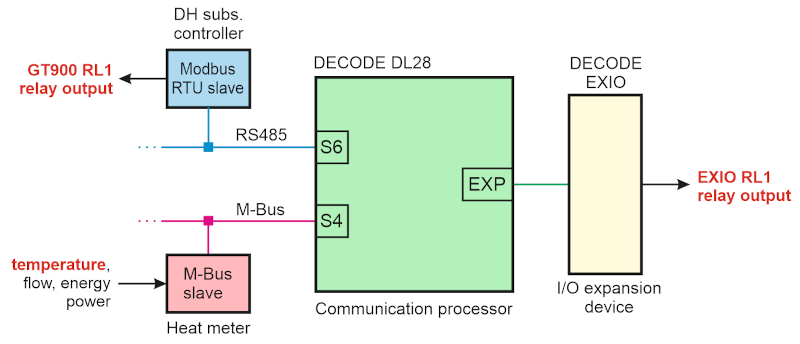 DH subs.
controller
GT900 RL1
relay output
Modbus
RTU slave
DECODE DL28
DECODE
EXIO
RS485
S6
EXP
EXIO RL1
relay output
M-Bus
S4
temperature,
flow, energy
power
M-Bus
slave
Heat meter
Communication processor
I/O expansion
device